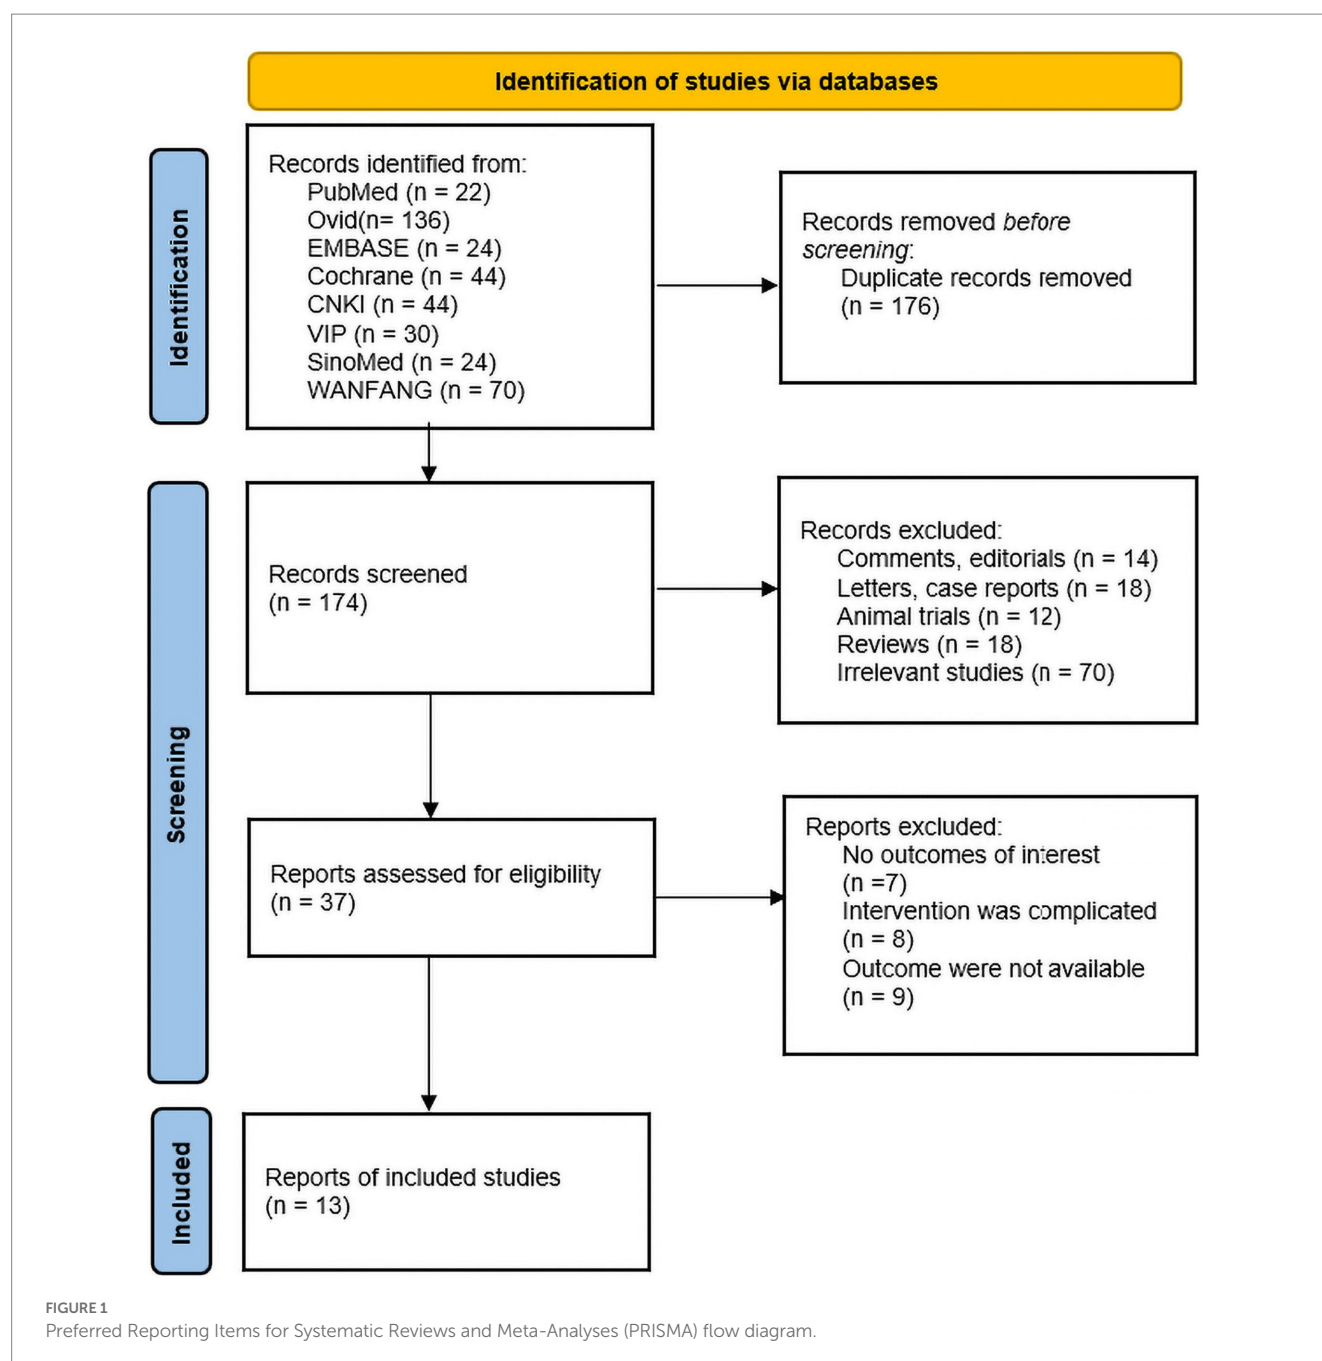 Identification of studies via databases
Identification
Records identified from:
PubMed (n = 22)
Ovid(n= 136)
EMBASE (n = 24)
Cochrane (n = 44)
CNKI (n = 44)
VIP (n = 30)
SinoMed (n = 24)
WANFANG (n = 70)
Records removed before
screening:
Duplicate records removed
(n = 176)
Screening
Records screened
(n = 174)
Records excluded:
Comments, editorials (n = 14)
Letters, case reports (n = 18)
Animal trials (n = 12)
Reviews (n = 18)
Irrelevant studies (n = 70)
Reports assessed for eligibility
(n = 37)
Reports excluded:
No outcomes of interest
(n =7)
Intervention was complicated
(n = 8)
Outcome were not available
(n = 9)
Included
Reports of included studies
(n = 13)
FIGURE 1
Preferred Reporting Items for Systematic Reviews and Meta-Analyses (PRISMA) flow diagram.